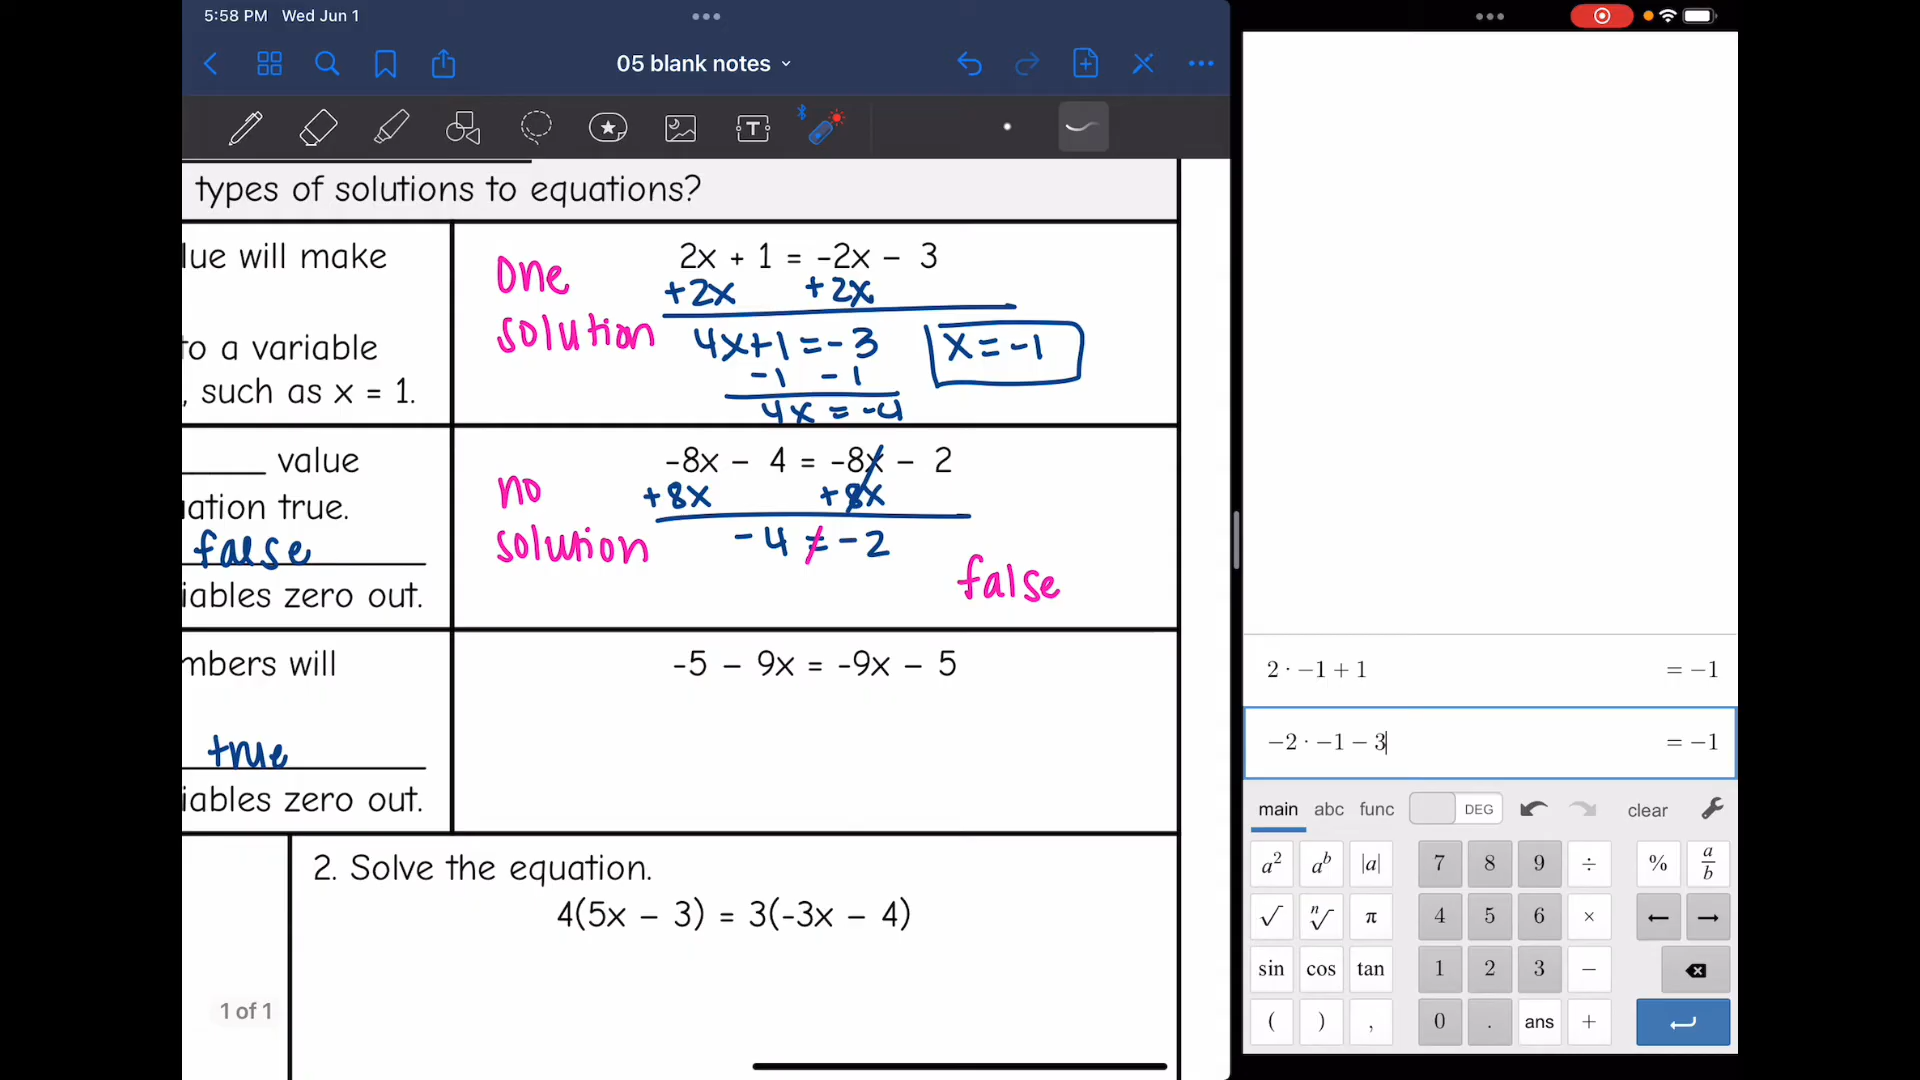 5:58 PM Wed Jun 1
05 blank notes
types of solutions to equations?
lue will make
to a variable
, such as x = 1.
one
solution
2x + 1 = -2x - 3
+2x +2x
4x+1=-3
x=-1
-1 -1
4x = -4
_____ value
ation true.
false
iables zero out.
no
solution
-8x - 4 = -8x - 2
+8x +8x
-4 ≠ -2
false
mbers will
true
iables zero out.
-5 - 9x = -9x - 5
2. Solve the equation.
4(5x - 3) = 3(-3x - 4)
1 of 1
2 · −1 + 1 = −1
−2 · −1 − 3 = −1
main abc func DEG clear
a² aᵇ |a| 7 8 9 ÷ % a/b
√ ⁿ√ π 4 5 6 × ← →
sin cos tan 1 2 3 −
( ) , 0 . ans +